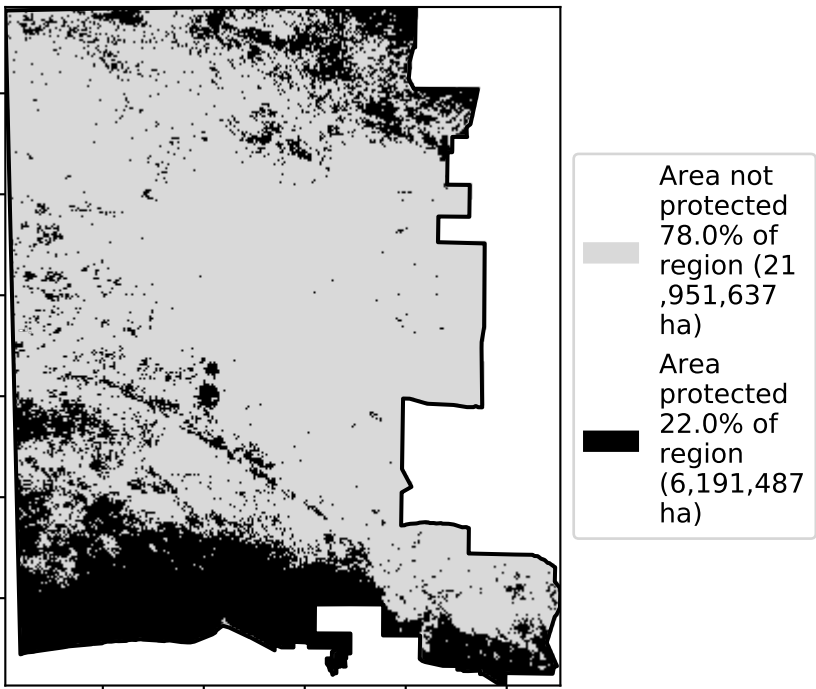 Area not
protected
78.0% of
region (21
,951,637
ha)
Area
protected
22.0% of
region
(6,191,487
ha)